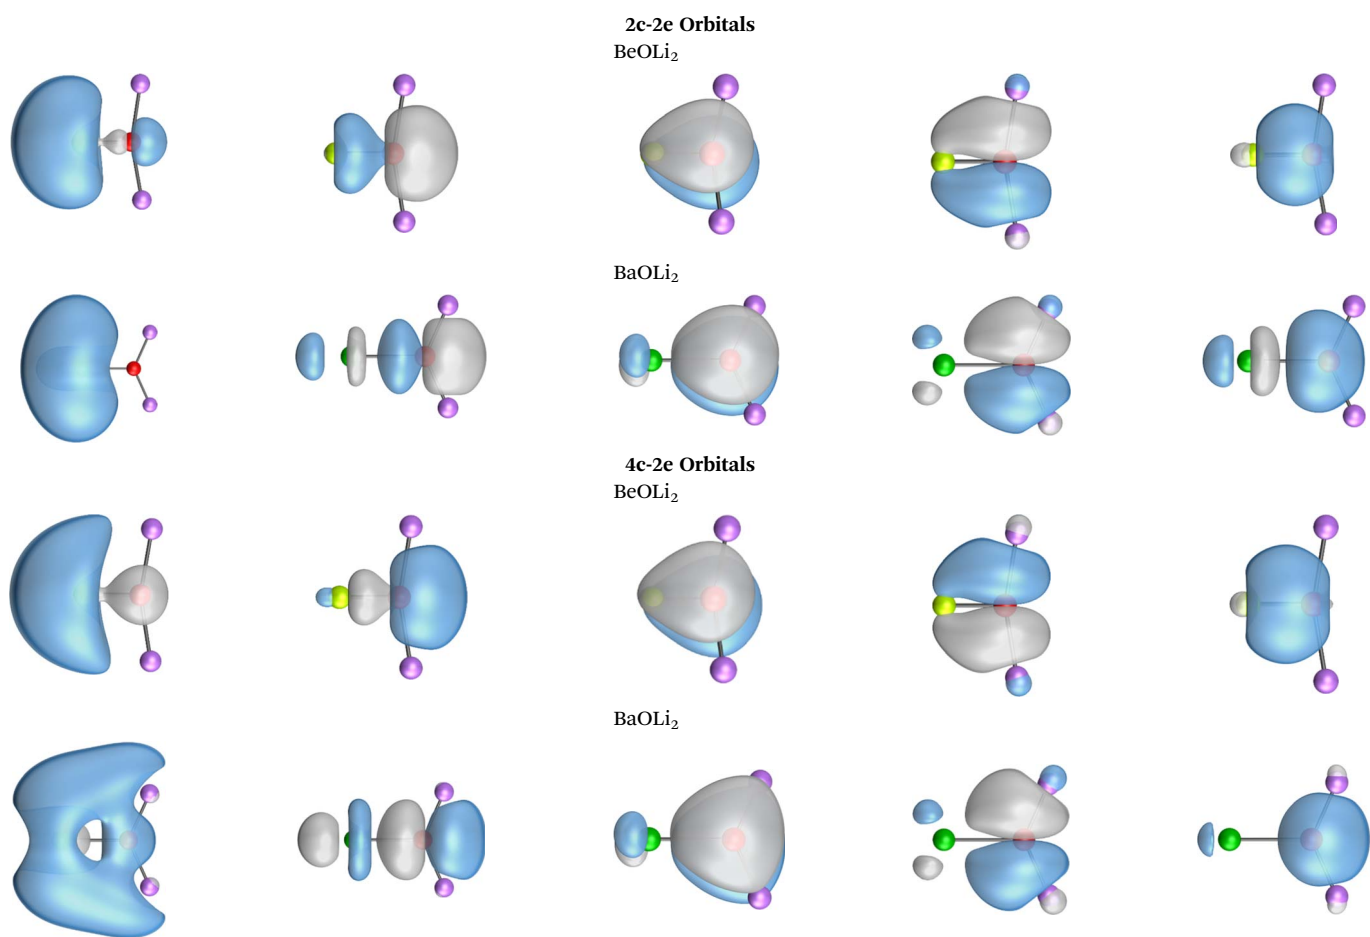 2c-2e Orbitals
BeOLi₂
BaOLi₂
4c-2e Orbitals
BeOLi₂
BaOLi₂